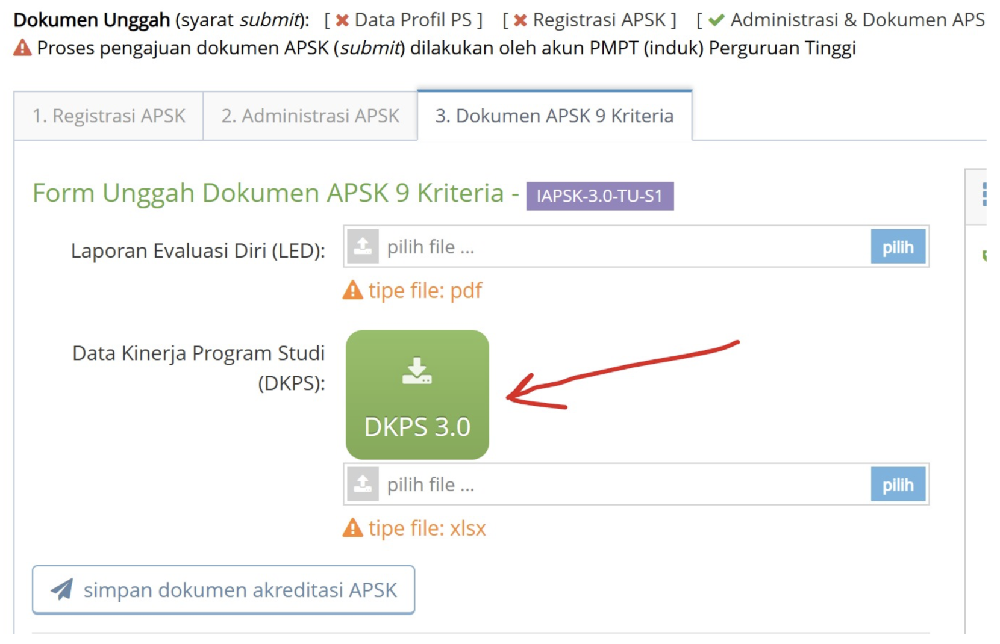 Dokumen Unggah (syarat submit): [ ✖ Data Profil PS ] [ ✖ Registrasi APSK ] [ ✔ Administrasi & Dokumen APS
Proses pengajuan dokumen APSK (submit) dilakukan oleh akun PMPT (induk) Perguruan Tinggi
1. Registrasi APSK 2. Administrasi APSK 3. Dokumen APSK 9 Kriteria
Form Unggah Dokumen APSK 9 Kriteria - IAPSK-3.0-TU-S1
Laporan Evaluasi Diri (LED): pilih file ... pilih
tipe file: pdf
Data Kinerja Program Studi
(DKPS):
DKPS 3.0
pilih file ... pilih
tipe file: xlsx
simpan dokumen akreditasi APSK